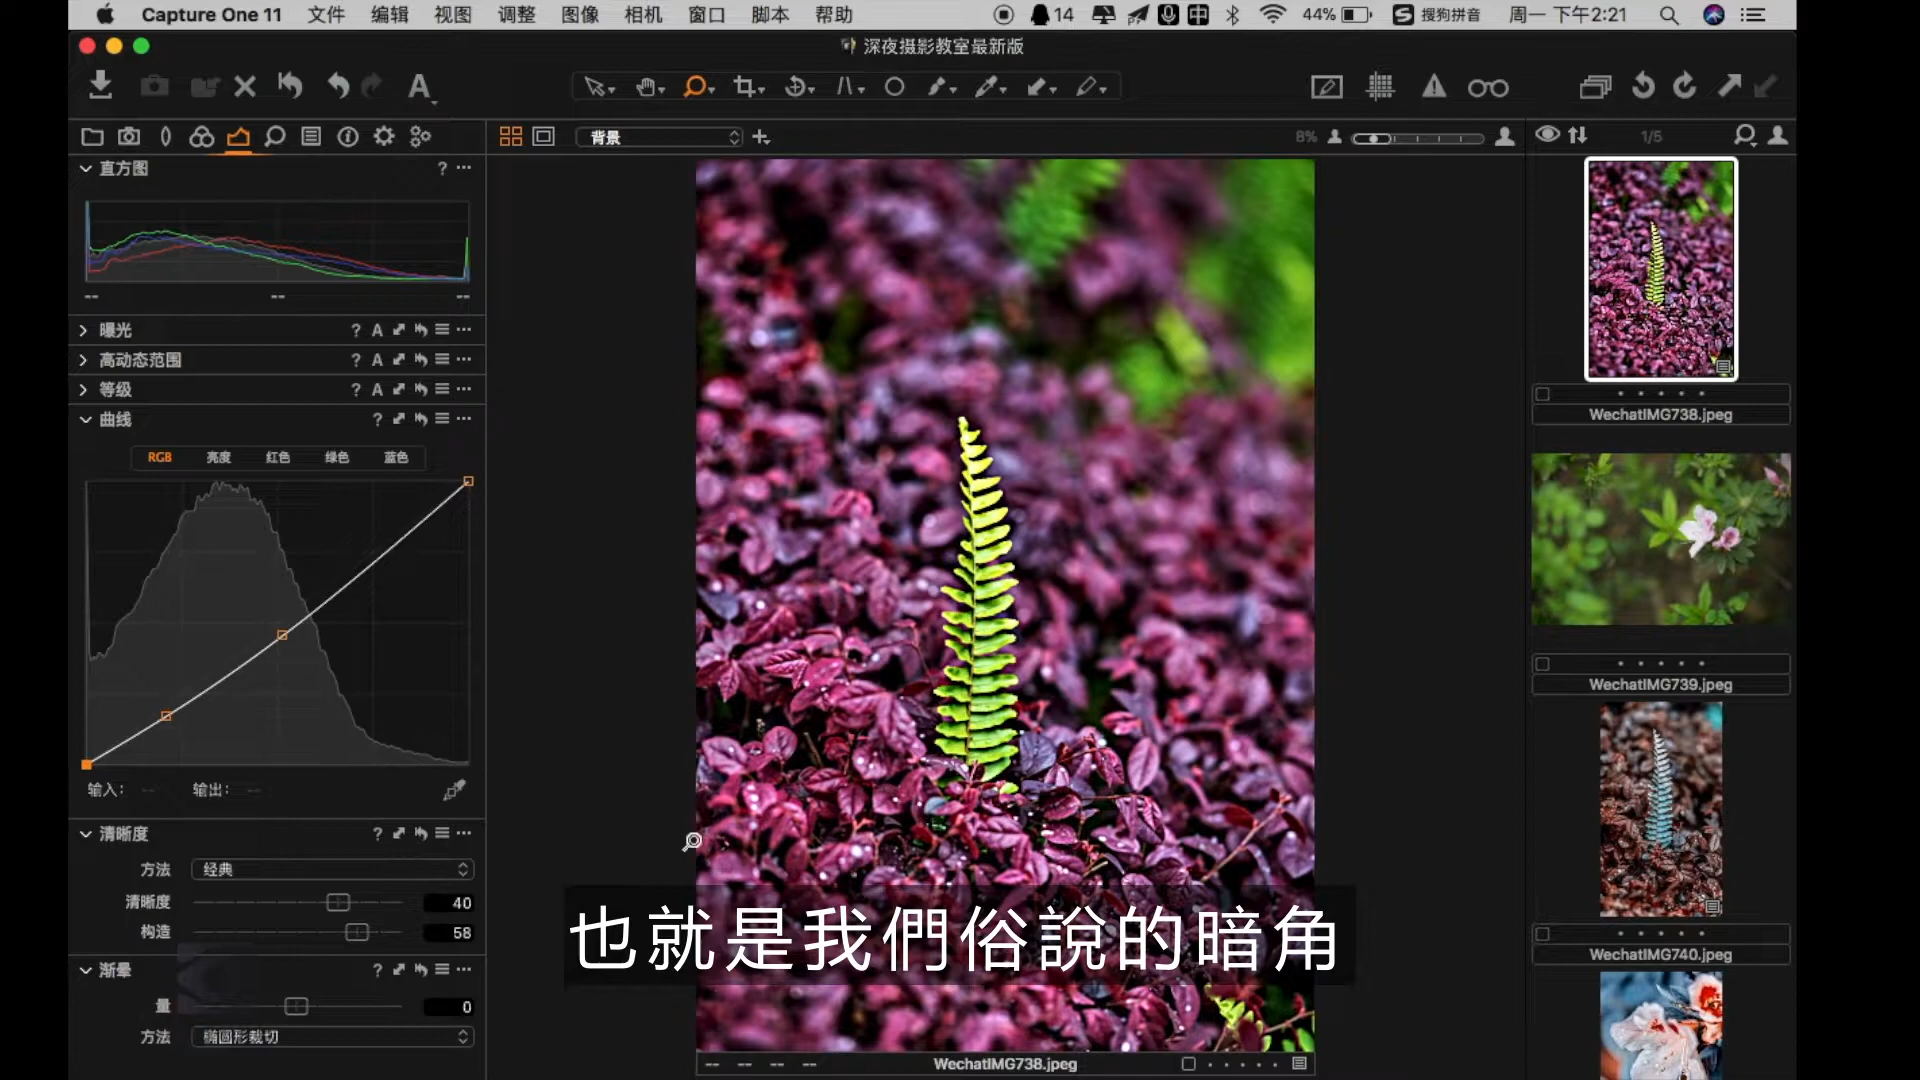 Capture One 11 文件 编辑 视图 调整 图像 相机 窗口 脚本 帮助 14 中 44% 搜狗拼音 周一 下午2:21
深夜摄影教室最新版
A
背景 8% 1/5
直方图 ? ...
-- -- --
曝光 ? A ...
高动态范围 ? A ...
等级 ? A ...
曲线 ? ...
RGB 亮度 红色 绿色 蓝色
输入: -- 输出: --
清晰度 ? ...
方法 经典
清晰度 40
构造 58
渐晕 ? ...
量 0
方法 椭圆形裁切
也就是我們俗說的暗角
-- -- -- -- WechatIMG738.jpeg
WechatIMG738.jpeg
WechatIMG739.jpeg
WechatIMG740.jpeg